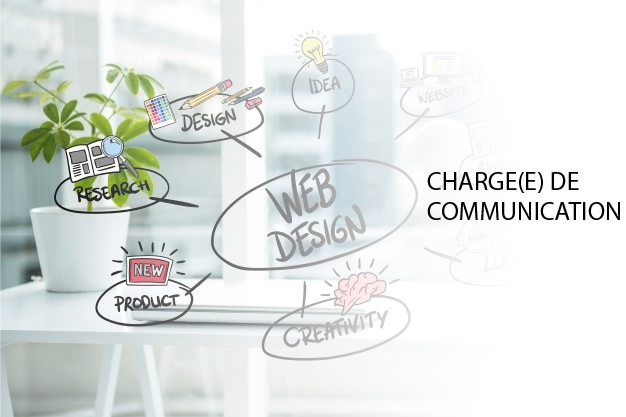 IDEA
WEBSITE
DESIGN
RESEARCH
WEB
DESIGN
CHARGE(E) DE
COMMUNICATION
NEW
PRODUCT
CREATIVITY